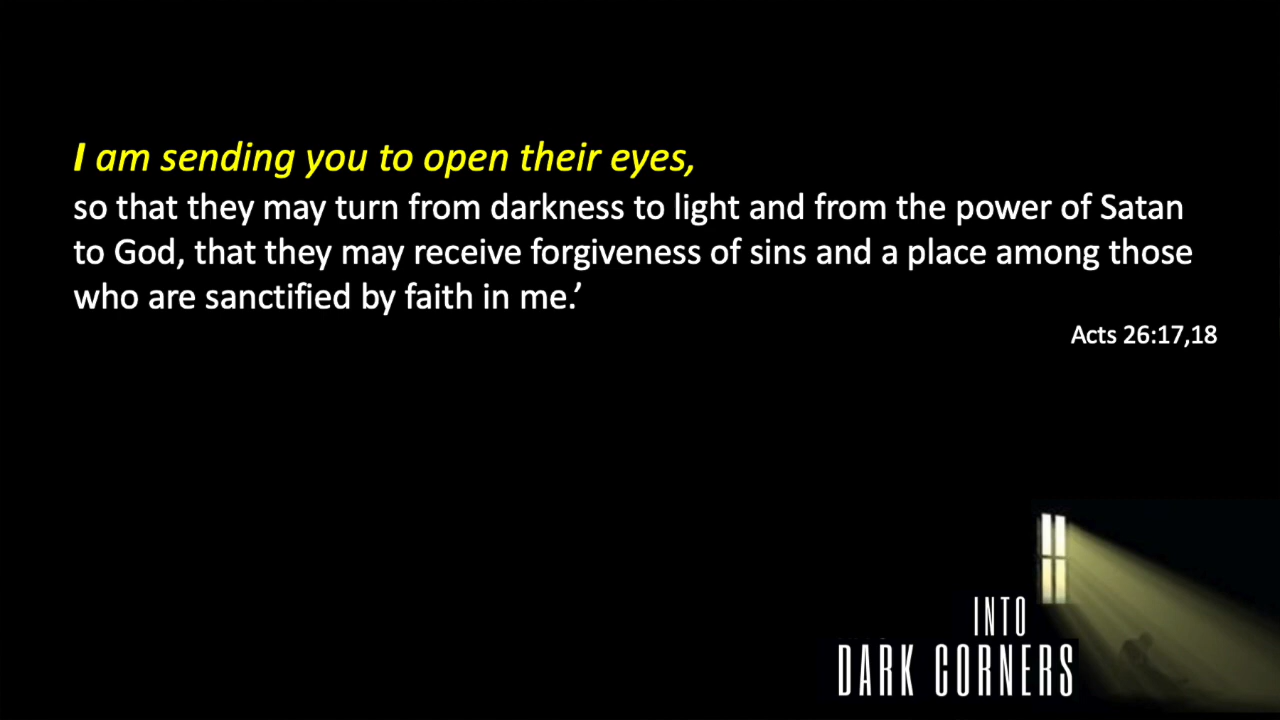 I am sending you to open their eyes,
so that they may turn from darkness to light and from the power of Satan
to God, that they may receive forgiveness of sins and a place among those
who are sanctified by faith in me.’
Acts 26:17,18
INTO
DARK CORNERS